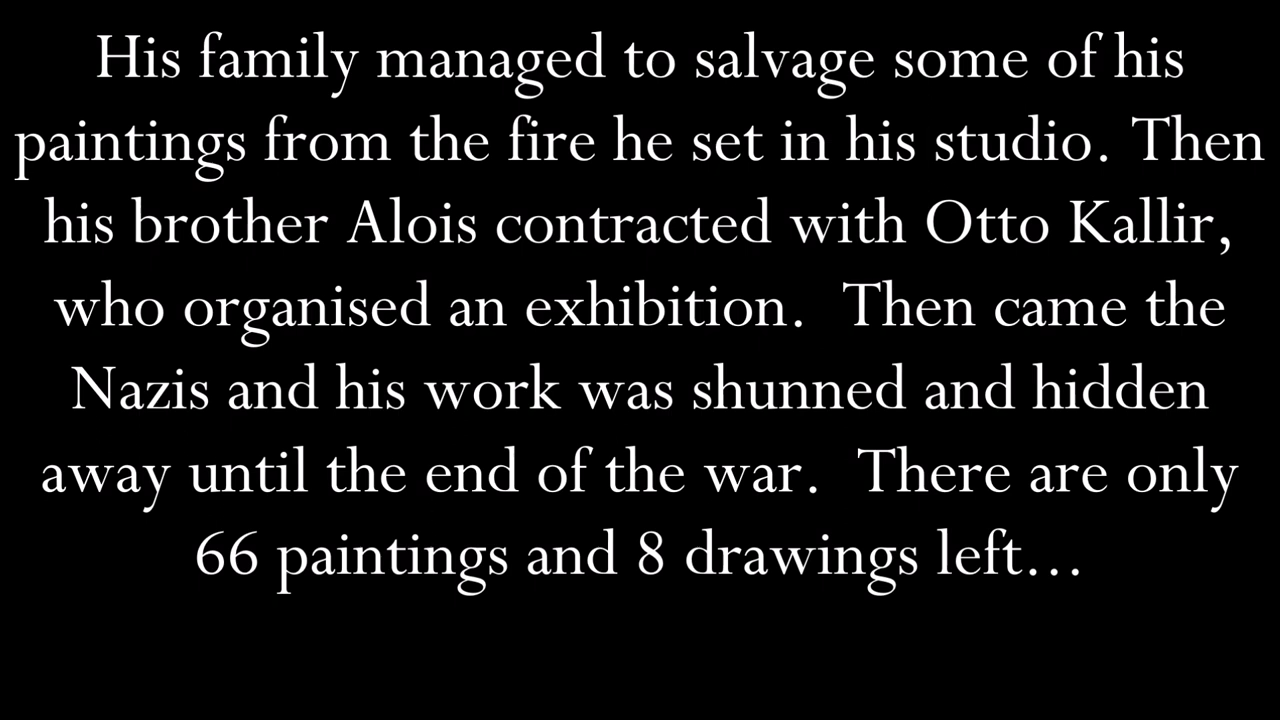 His family managed to salvage some of his
paintings from the fire he set in his studio. Then
his brother Alois contracted with Otto Kallir,
who organised an exhibition.  Then came the
Nazis and his work was shunned and hidden
away until the end of the war.  There are only
66 paintings and 8 drawings left...